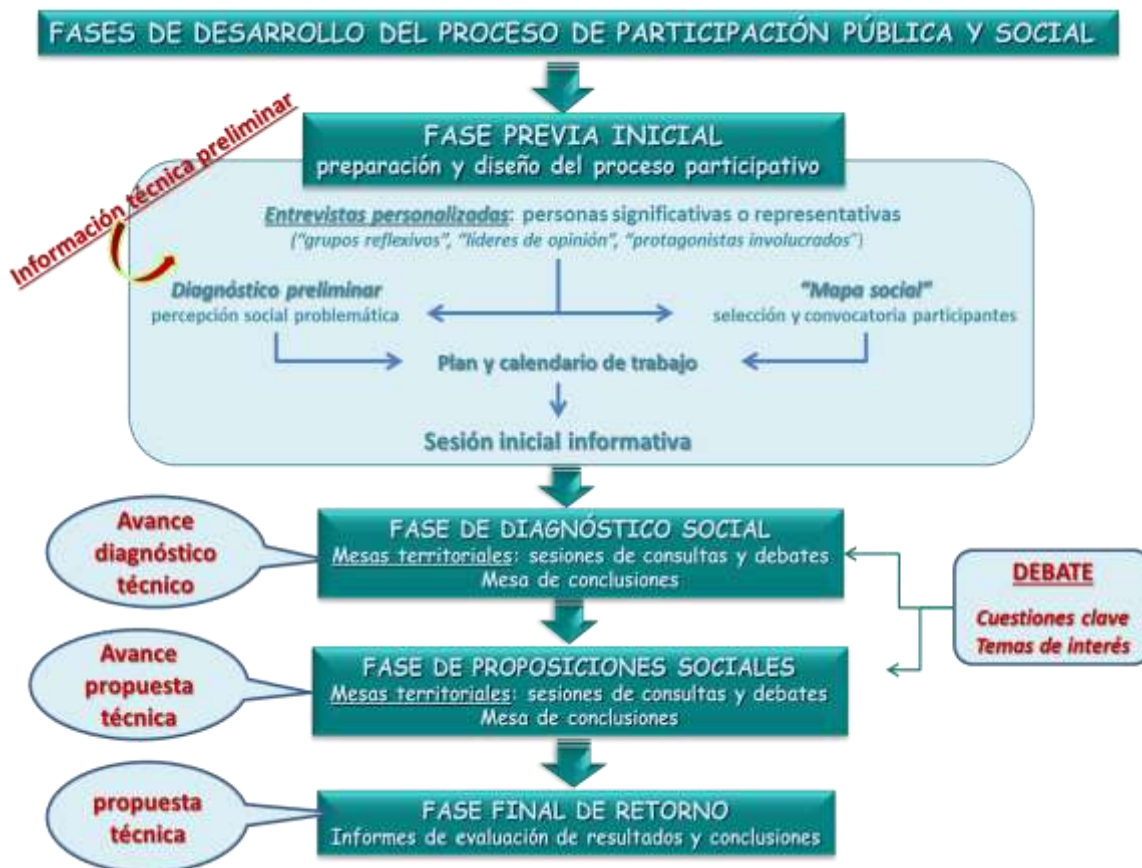 FASES DE DESARROLLO DEL PROCESO DE PARTICIPACIÓN PÚBLICA Y SOCIAL
Información técnica preliminar
FASE PREVIA INICIAL
preparación y diseño del proceso participativo
Entrevistas personalizadas: personas significativas o representativas
("grupos reflexivos", "líderes de opinión", "protagonistas involucrados")
Diagnóstico preliminar
percepción social problemática
"Mapa social"
selección y convocatoria participantes
Plan y calendario de trabajo
Sesión inicial informativa
Avance
diagnóstico
técnico
FASE DE DIAGNÓSTICO SOCIAL
Mesas territoriales: sesiones de consultas y debates
Mesa de conclusiones
DEBATE
Cuestiones clave
Temas de interés
Avance
propuesta
técnica
FASE DE PROPOSICIONES SOCIALES
Mesas territoriales: sesiones de consultas y debates
Mesa de conclusiones
propuesta
técnica
FASE FINAL DE RETORNO
Informes de evaluación de resultados y conclusiones